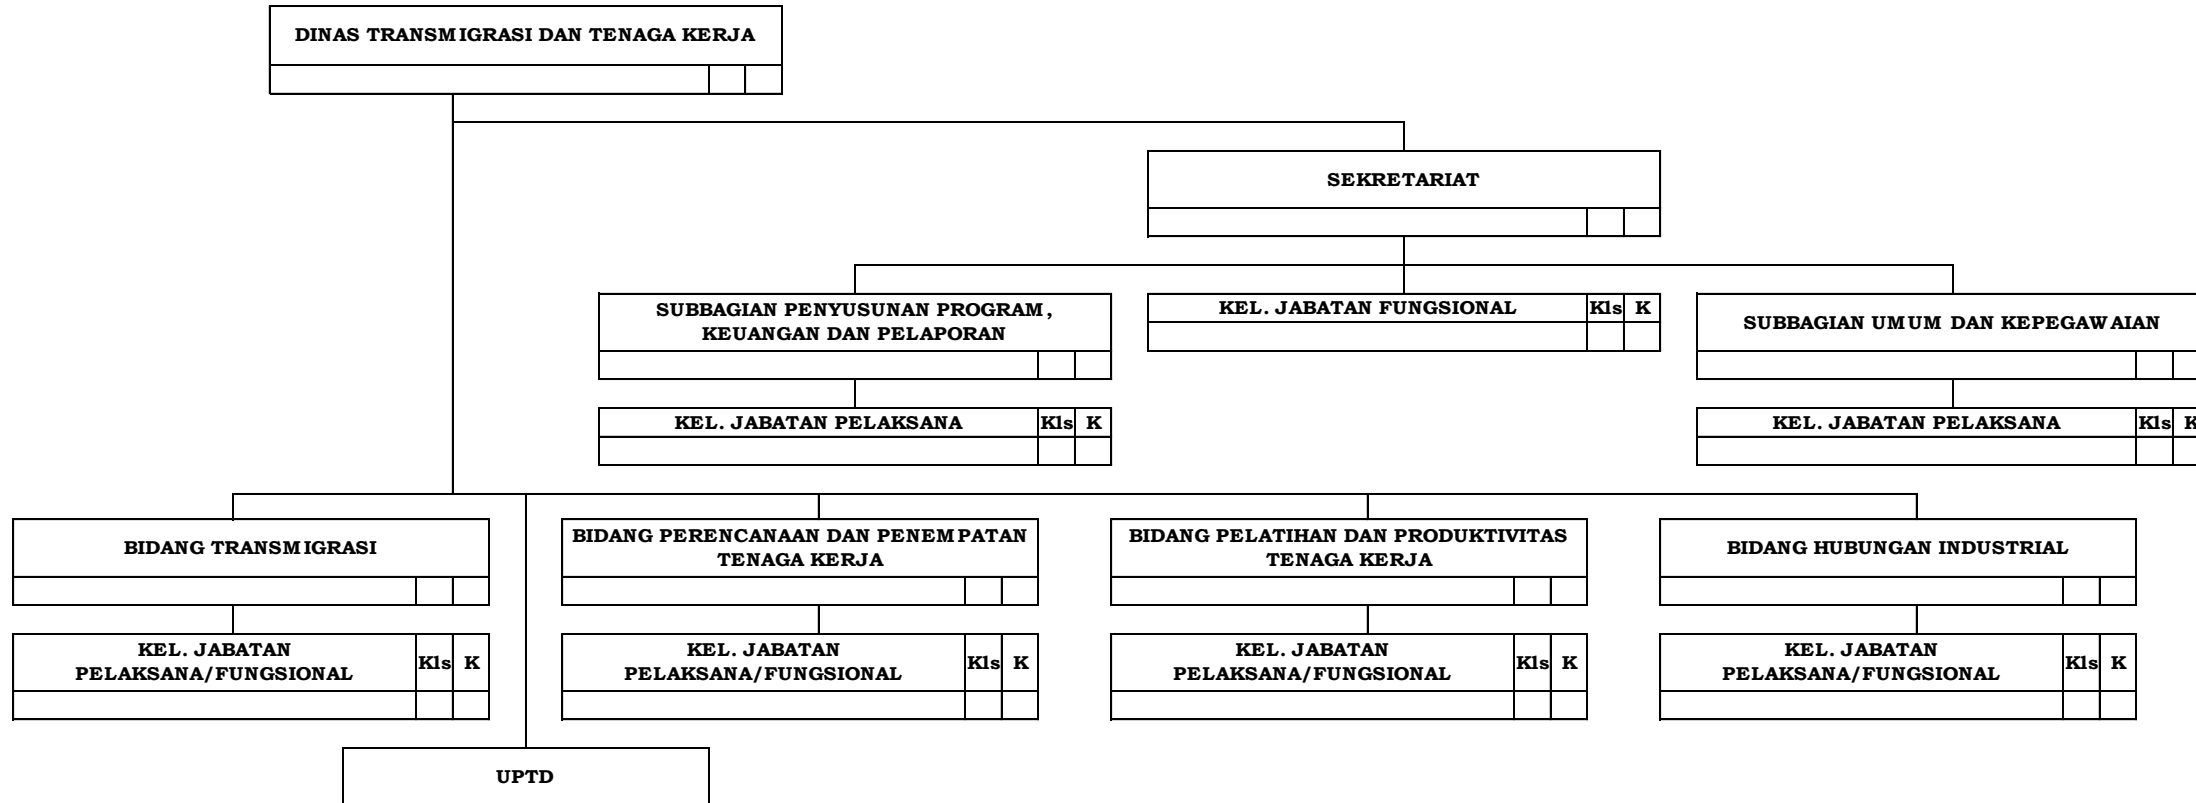 DINAS TRANSMIGRASI DAN TENAGA KERJA
SEKRETARIAT
SUBBAGIAN PENYUSUNAN PROGRAM,
KEUANGAN DAN PELAPORAN
KEL. JABATAN FUNGSIONAL Kls K
SUBBAGIAN UMUM DAN KEPEGAWAIAN
KEL. JABATAN PELAKSANA Kls K
KEL. JABATAN PELAKSANA Kls K
BIDANG TRANSMIGRASI
BIDANG PERENCANAAN DAN PENEMPATAN
TENAGA KERJA
BIDANG PELATIHAN DAN PRODUKTIVITAS
TENAGA KERJA
BIDANG HUBUNGAN INDUSTRIAL
KEL. JABATAN
PELAKSANA/FUNGSIONAL Kls K
KEL. JABATAN
PELAKSANA/FUNGSIONAL Kls K
KEL. JABATAN
PELAKSANA/FUNGSIONAL Kls K
KEL. JABATAN
PELAKSANA/FUNGSIONAL Kls K
UPTD